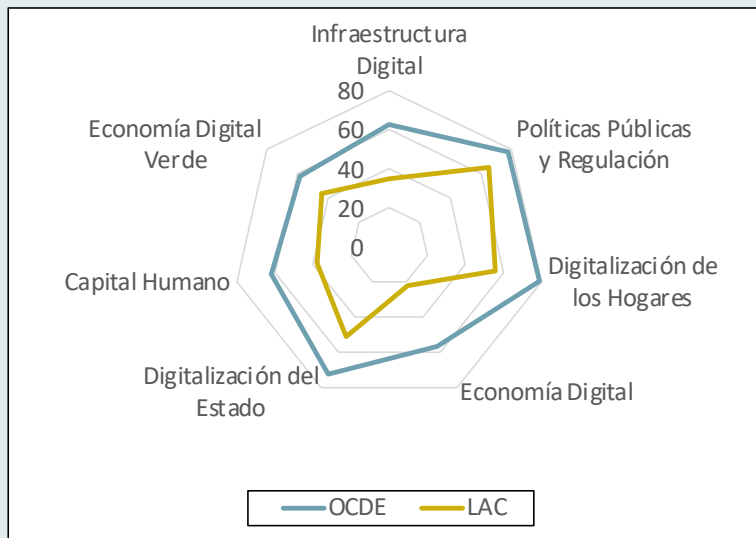 Infraestructura
Digital
80
60
40
20
0
Políticas Públicas
y Regulación
Digitalización de
los Hogares
Economía Digital
Digitalización del
Estado
Capital Humano
Economía Digital
Verde
OCDE
LAC